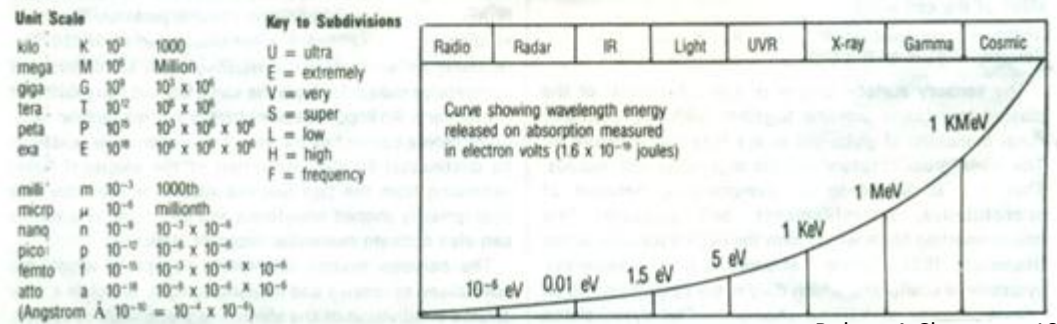 Unit Scale
kilo K 10³ 1000
mega M 10⁶ Million
giga G 10⁹ 10³ x 10⁶
tera T 10¹² 10⁶ x 10⁶
peta P 10¹⁵ 10³ x 10⁶ x 10⁶
exa 10¹⁸ 10⁶ x 10⁶ x 10⁶
milli m 10⁻³ 1000th
micro μ 10⁻⁶ millionth
nano n 10⁻⁹ 10⁻³ x 10⁻⁶
pico p 10⁻¹² 10⁻⁶ x 10⁻⁶
femto f 10⁻¹⁵ 10⁻³ x 10⁻⁶ x 10⁻⁶
atto a 10⁻¹⁸ 10⁻⁶ x 10⁻⁶ x 10⁻⁶
(Angstrom Å 10⁻¹⁰ = 10⁻⁴ x 10⁻⁶)
Key to Subdivisions
U = ultra
E = extremely
V = very
S = super
L = low
H = high
F = frequency
Radio Radar IR Light UVR X-ray Gamma Cosmic
Curve showing wavelength energy
released on absorption measured
in electron volts (1.6 x 10⁻¹⁹ joules)
1 KMeV
1 MeV
1 KeV
5 eV
1.5 eV
0.01 eV
10⁻⁵ eV